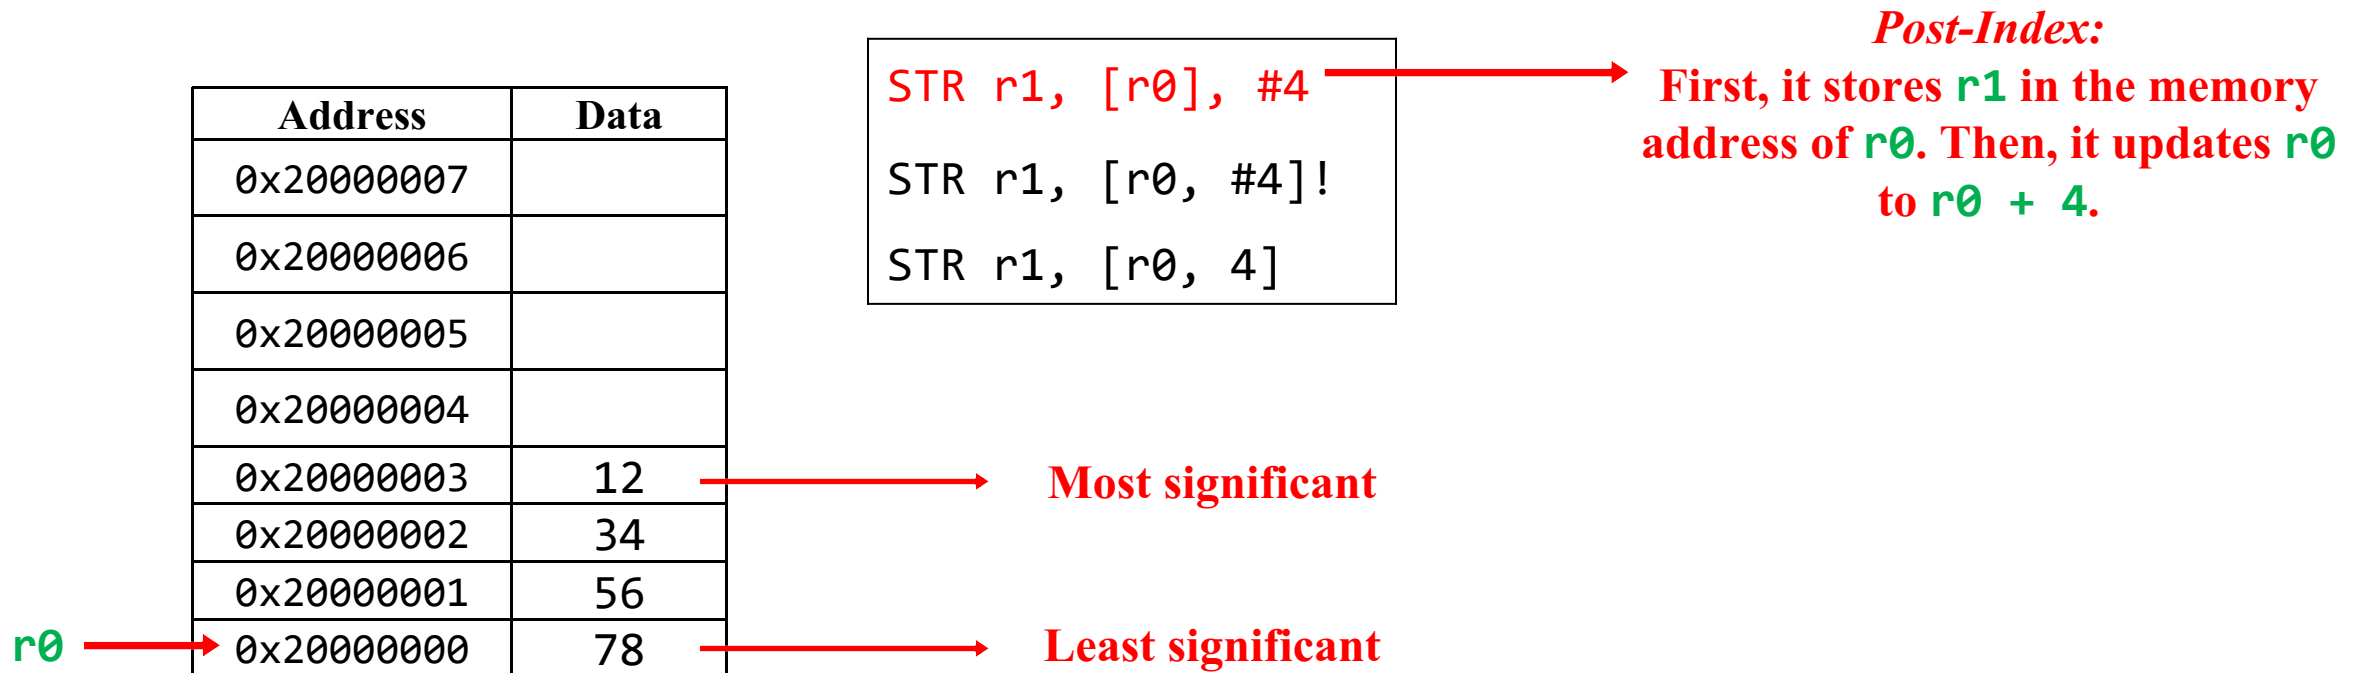 Post-Index:
First, it stores r1 in the memory
address of r0. Then, it updates r0
to r0 + 4.
STR r1, [r0], #4
STR r1, [r0, #4]!
STR r1, [r0, 4]
Address Data
0x20000007
0x20000006
0x20000005
0x20000004
0x20000003 12 Most significant
0x20000002 34
0x20000001 56
r0 0x20000000 78 Least significant